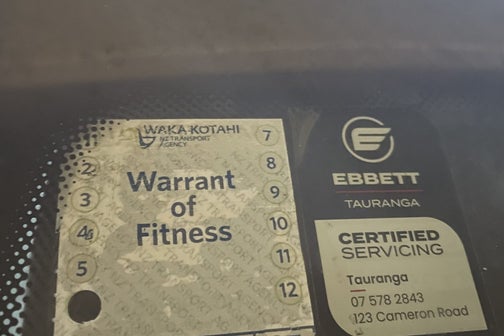 WAKA KOTAHI
NZ TRANSPORT
AGENCY
Warrant
of
Fitness
2
3
4
5
7
8
9
10
11
12
E
EBBETT
TAURANGA
CERTIFIED
SERVICING
Tauranga
07 578 2843
123 Cameron Road